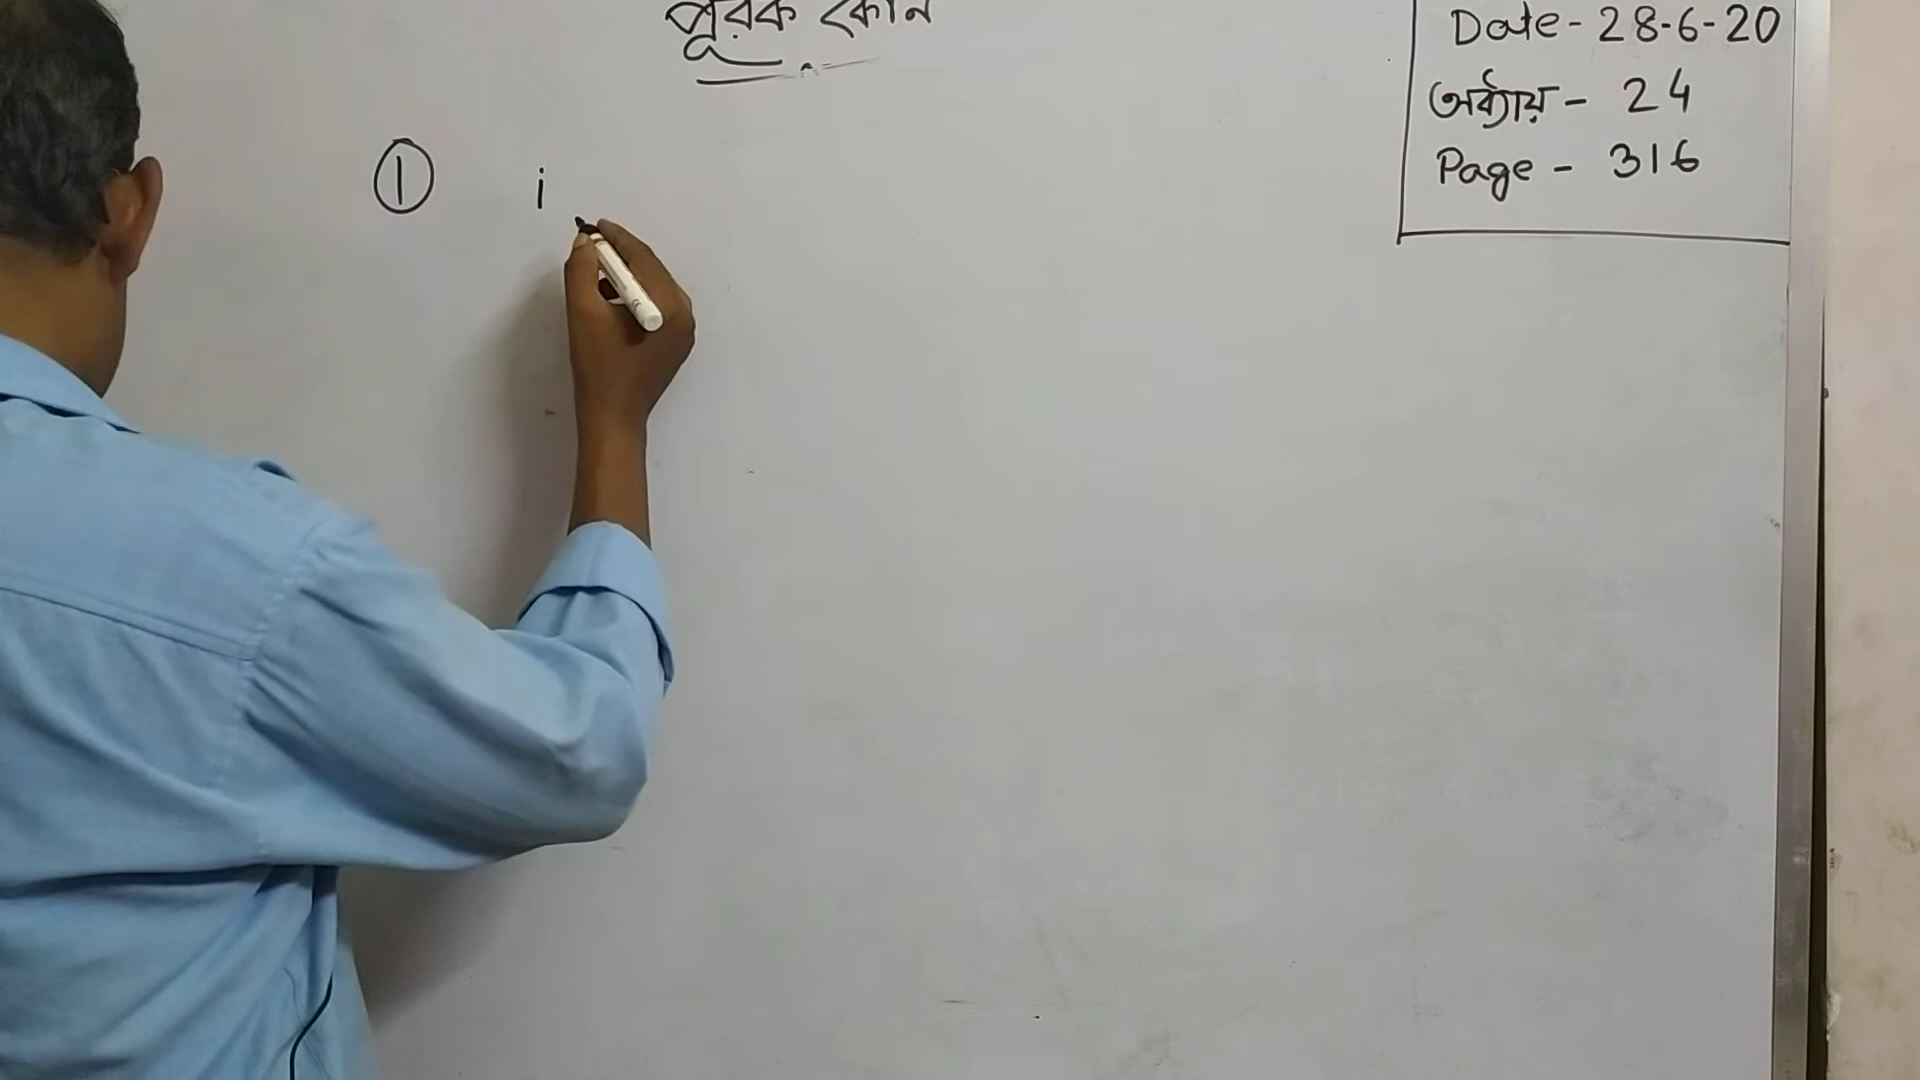 পূরক কোন
Date - 28-6-20
অধ্যায় - 24
Page - 316
① i